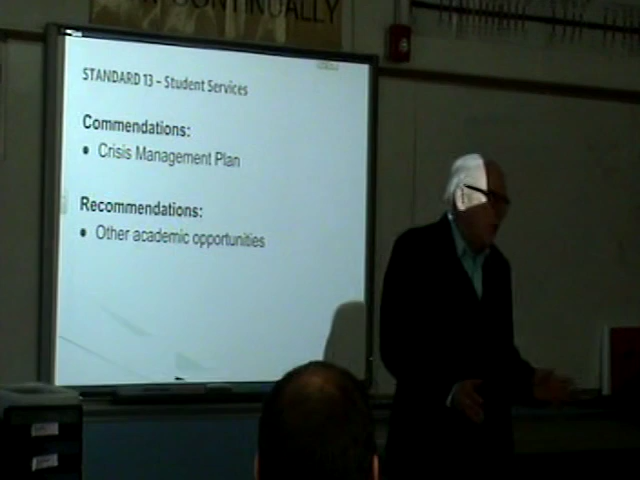 CONTINUALLY
STANDARD 13 – Student Services
Commendations:
• Crisis Management Plan
Recommendations:
• Other academic opportunities